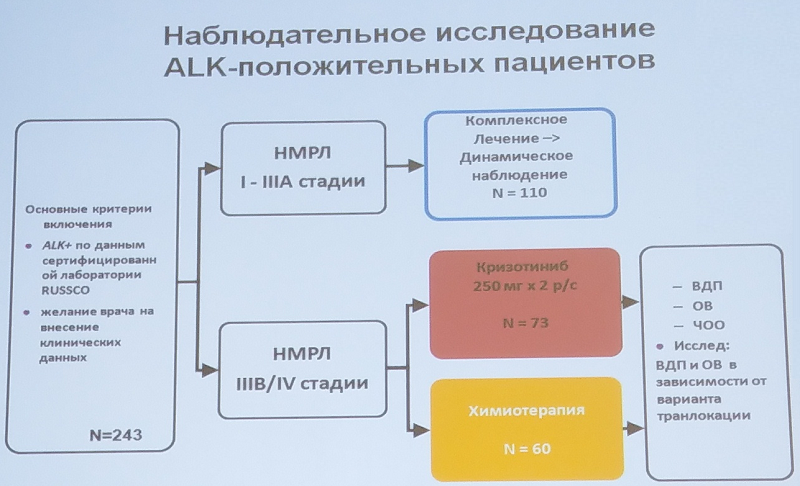 Наблюдательное исследование
ALK-положительных пациентов
Основные критерии
включения
• ALK+ по данным
сертифицированн
ой лаборатории
RUSSCO
• желание врача на
внесение
клинических
данных
N=243
НМРЛ
I - IIIA стадии
Комплексное
Лечение –>
Динамическое
наблюдение
N = 110
НМРЛ
IIIB/IV стадии
Кризотиниб
250 мг x 2 р/с
N = 73
Химиотерапия
N = 60
– ВДП
– ОВ
– ЧОО
• Исслед:
ВДП и ОВ в
зависимости от
варианта
транлокации